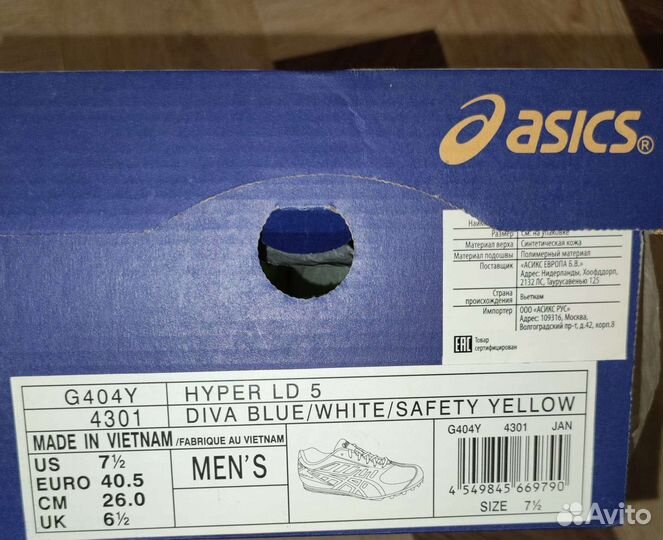 asics®
Размер См. на упаковке
Материал верха Синтетическая кожа
Материал подошвы Полимерный материал
Поставщик «АСИКС ЕВРОПА Б.В.»
Адрес: Нидерланды, Хоофддорп,
2132 ЛС, Таурусавенью 125
Страна
происхождения Вьетнам
Импортер ООО «АСИКС РУС»
Адрес: 109316, Москва,
Волгоградский пр-т, д.42, корп.8
ЕАС Товар
сертифицирован
G404Y HYPER LD 5
4301 DIVA BLUE/WHITE/SAFETY YELLOW
MADE IN VIETNAM/FABRIQUE AU VIETNAM
US 7½
EURO 40.5
CM 26.0
UK 6½
MEN'S
G404Y 4301 JAN
4 549845 669790
SIZE 7½
Avito